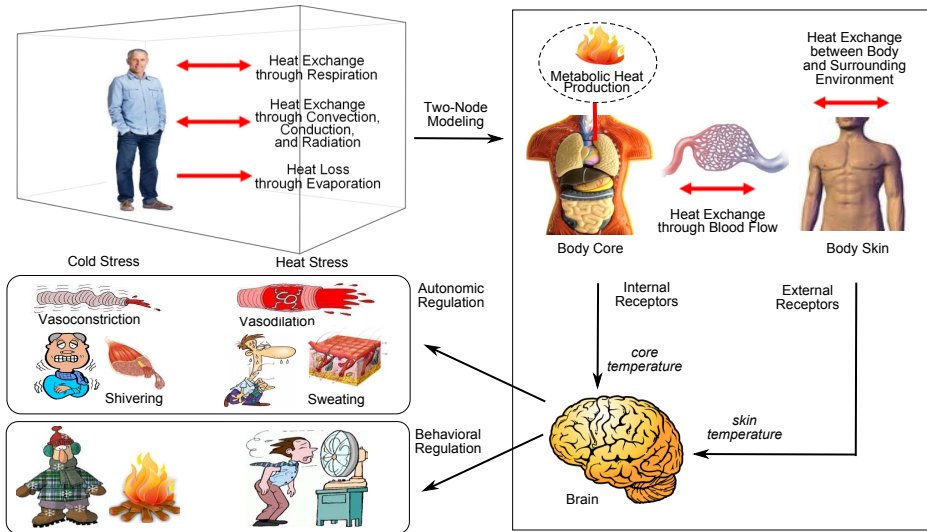 Heat Exchange
through Respiration
Heat Exchange
through Convection,
Conduction,
and Radiation
Heat Loss
through Evaporation
Two-Node
Modeling
Metabolic Heat
Production
Heat Exchange
between Body
and Surrounding
Environment
Heat Exchange
through Blood Flow
Body Core
Body Skin
Cold Stress
Heat Stress
Autonomic
Regulation
Vasoconstriction
Vasodilation
Shivering
Sweating
Behavioral
Regulation
Internal
Receptors
External
Receptors
core
temperature
skin
temperature
Brain